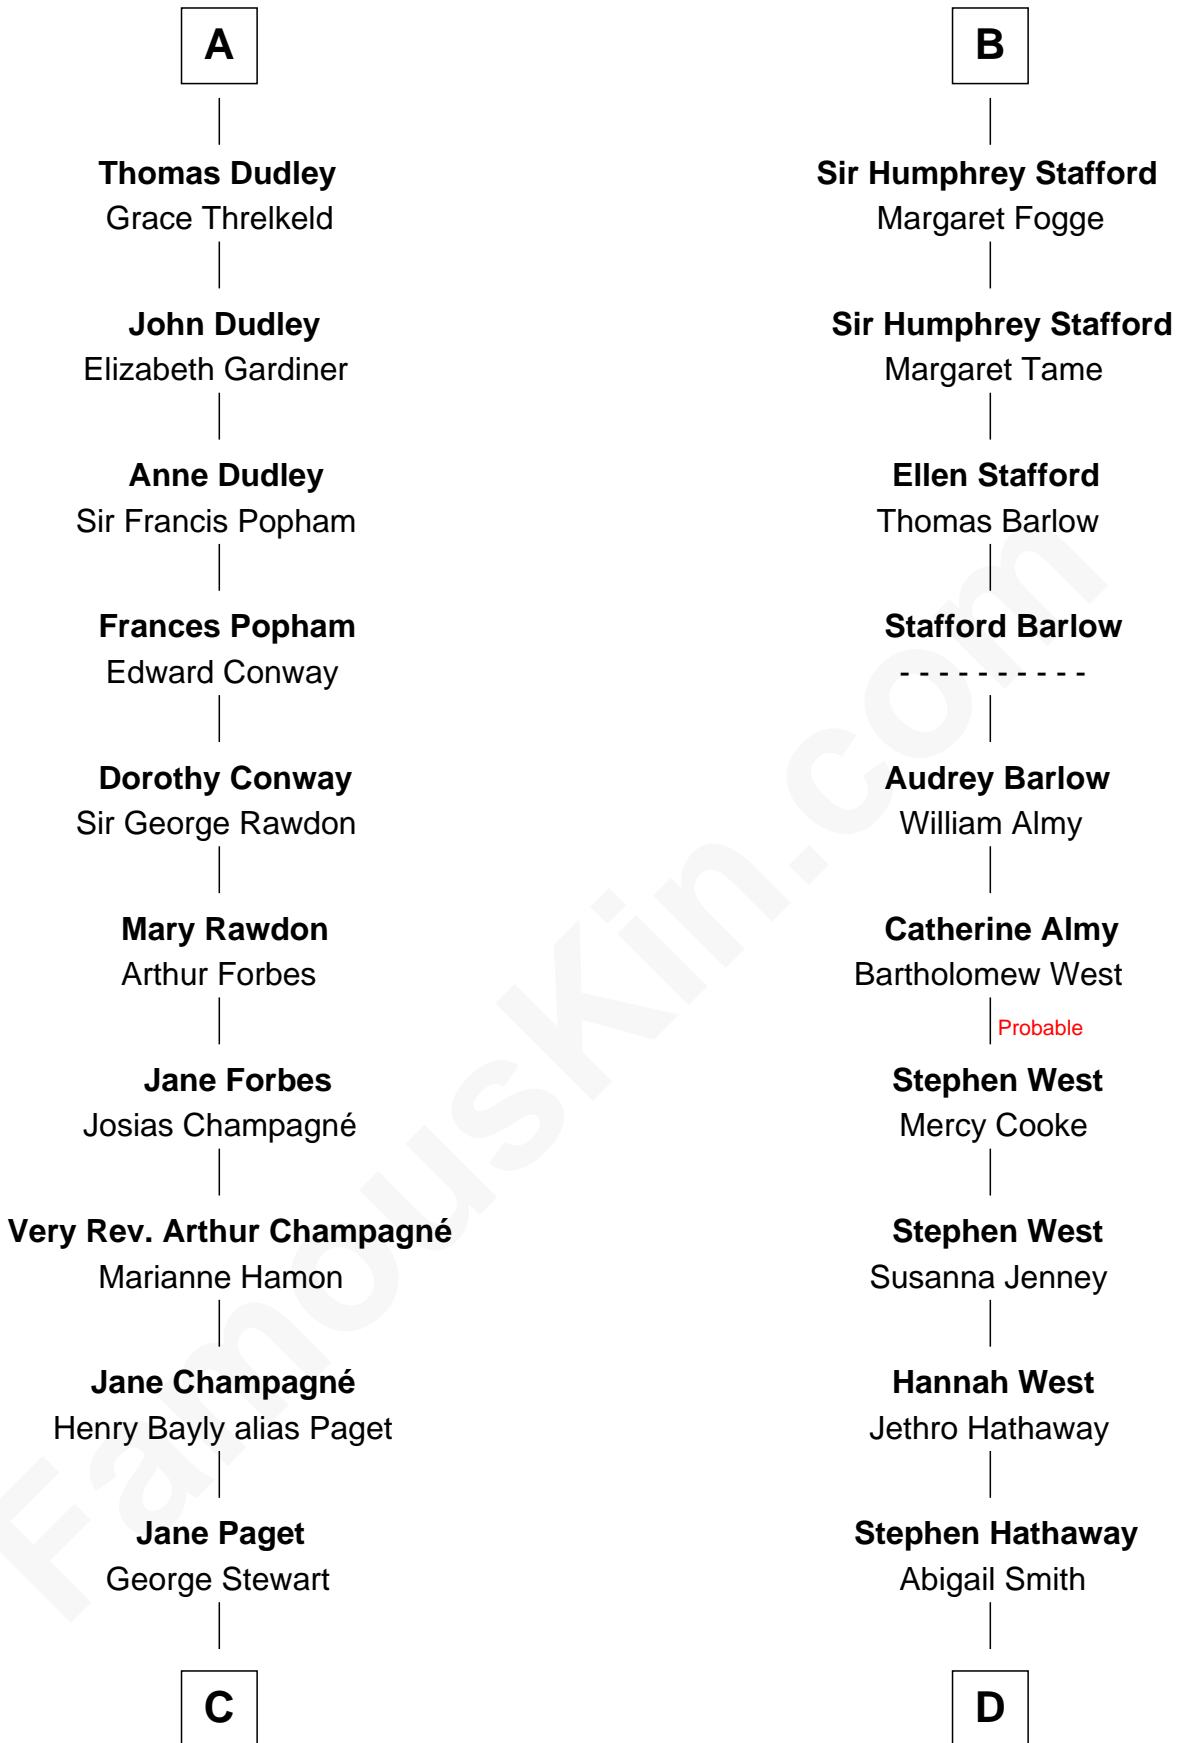 A
Thomas Dudley
Grace Threlkeld
John Dudley
Elizabeth Gardiner
Anne Dudley
Sir Francis Popham
Frances Popham
Edward Conway
Dorothy Conway
Sir George Rawdon
Mary Rawdon
Arthur Forbes
Jane Forbes
Josias Champagné
Very Rev. Arthur Champagné
Marianne Hamon
Jane Champagné
Henry Bayly alias Paget
Jane Paget
George Stewart
C
B
Sir Humphrey Stafford
Margaret Fogge
Sir Humphrey Stafford
Margaret Tame
Ellen Stafford
Thomas Barlow
Stafford Barlow
- - - - - - - - - -
Audrey Barlow
William Almy
Catherine Almy
Bartholomew West
Probable
Stephen West
Mercy Cooke
Stephen West
Susanna Jenney
Hannah West
Jethro Hathaway
Stephen Hathaway
Abigail Smith
D
FamousKin.com